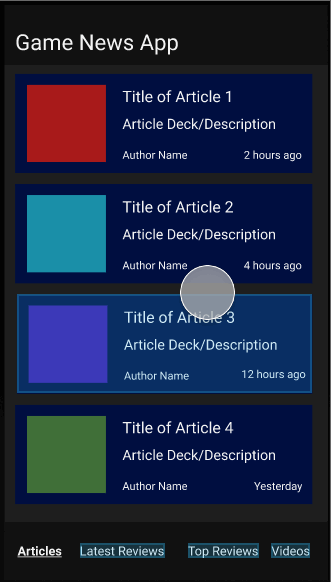 Game News App
Title of Article 1
Article Deck/Description
Author Name 2 hours ago
Title of Article 2
Article Deck/Description
Author Name 4 hours ago
Title of Article 3
Article Deck/Description
Author Name 12 hours ago
Title of Article 4
Article Deck/Description
Author Name Yesterday
Articles Latest Reviews Top Reviews Videos